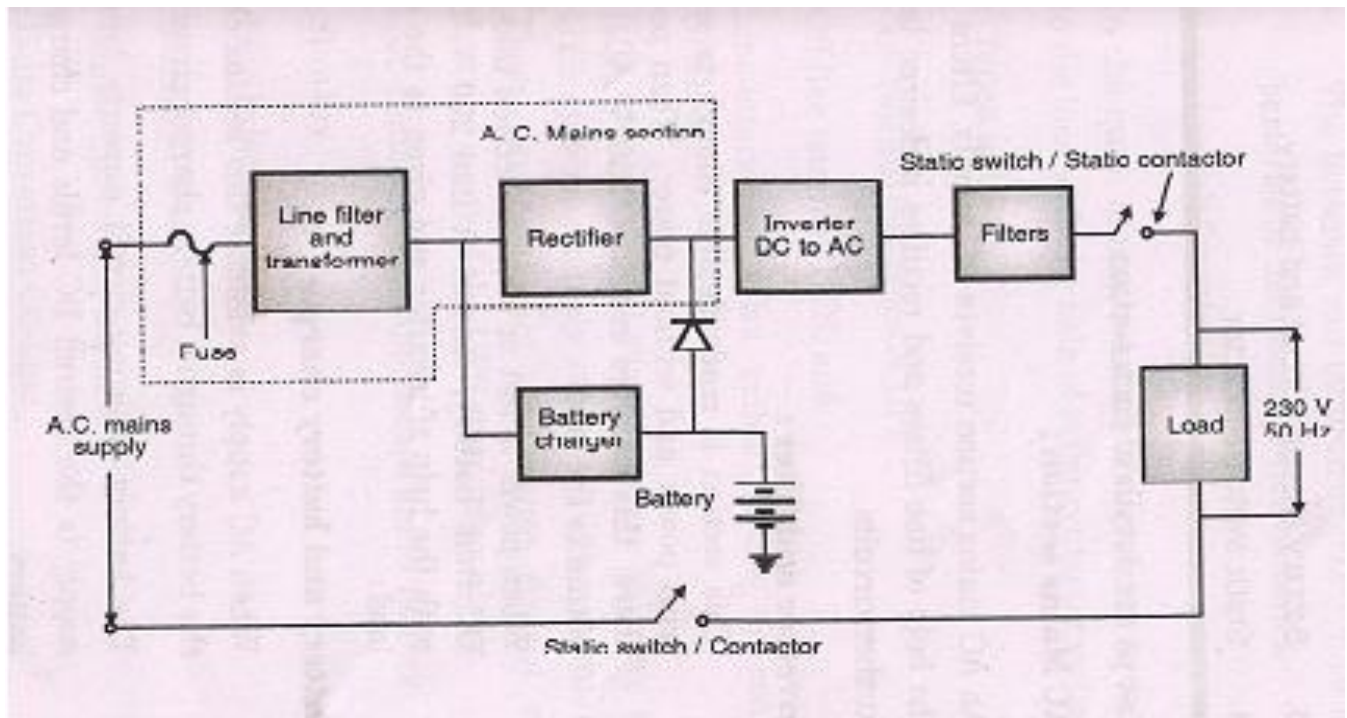 A. C. Mains section
Static switch / Static contactor
Line filter
and
transformer
Rectifier
Inverter
DC to AC
Filters
Fuse
A.C. mains
supply
Battery
charger
Load
230 V
50 Hz
Battery
Static switch / Contactor